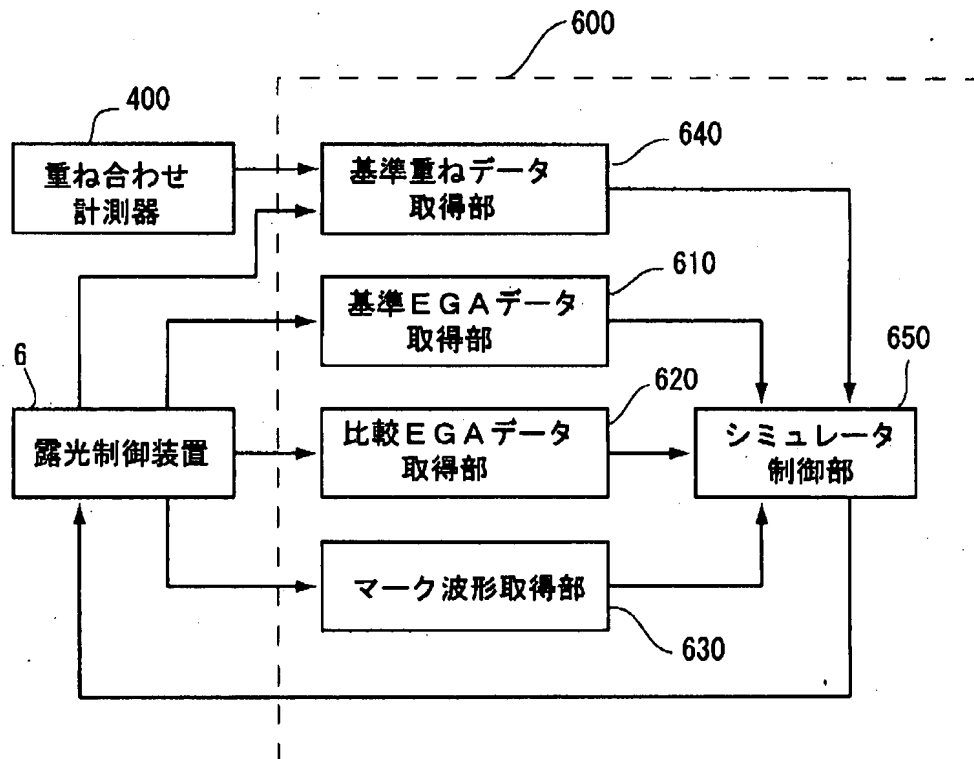 600
400
重ね合わせ
計測器
640
基準重ねデータ
取得部
610
基準EGAデータ
取得部
6
露光制御装置
620
比較EGAデータ
取得部
650
シミュレータ
制御部
マーク波形取得部
630